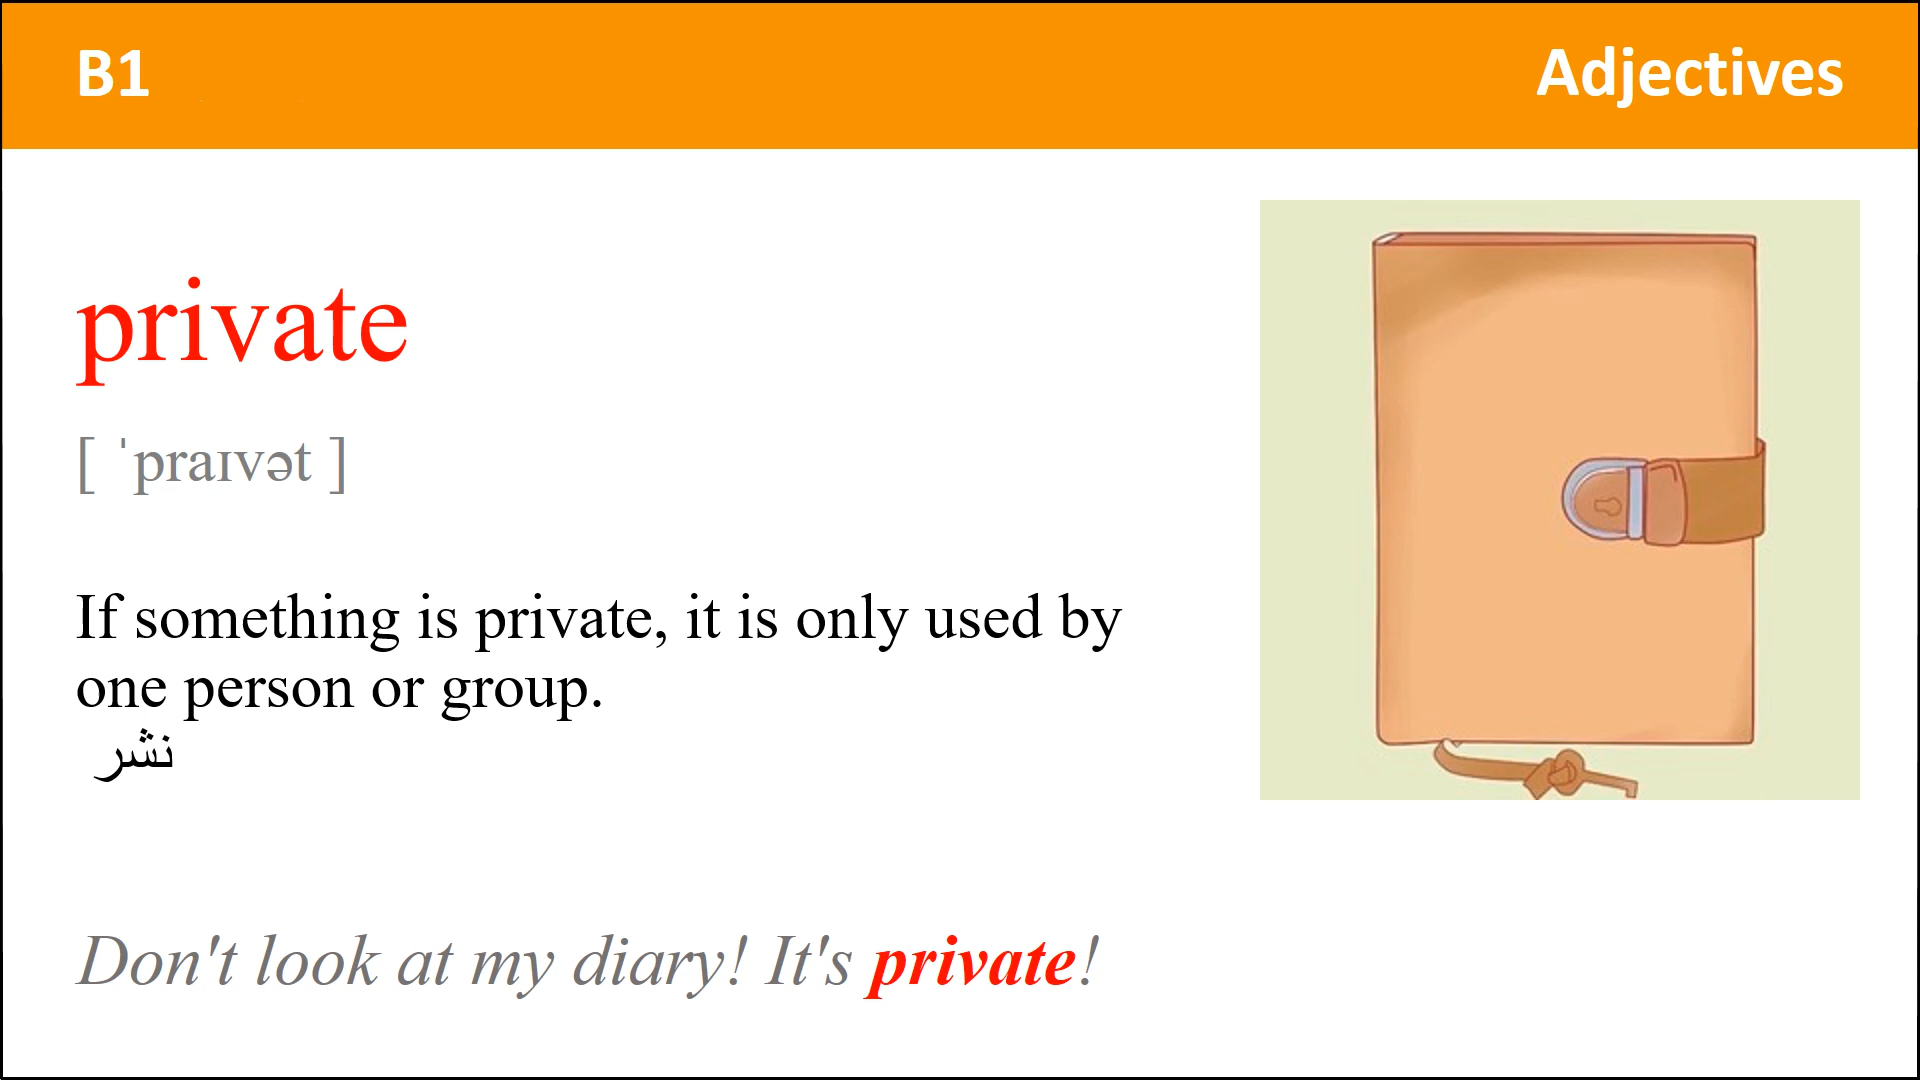 B1
Adjectives
private
[ ˈpraɪvət ]
If something is private, it is only used by
one person or group.
نشر
Don't look at my diary! It's private!